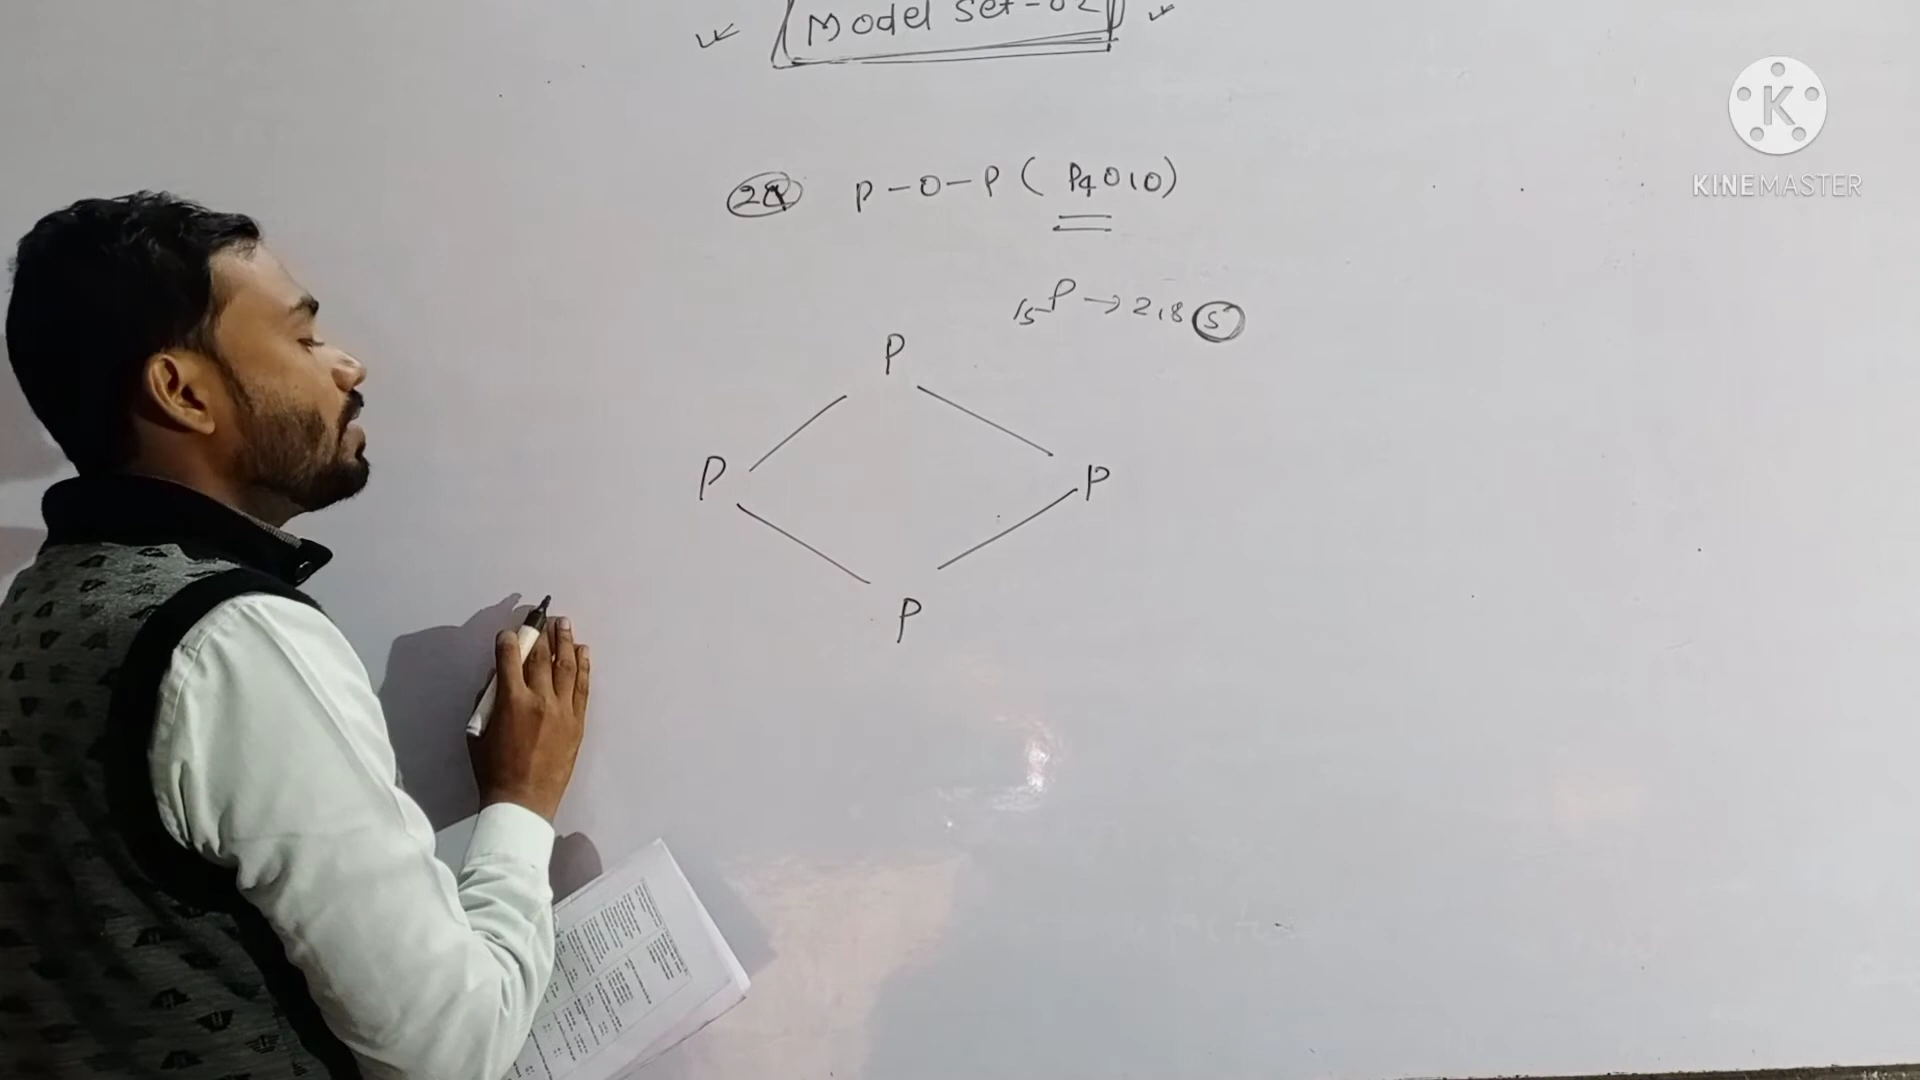 Model Set-02
K
KINEMASTER
28 P-O-P (P4O10)
15P → 2,8 5
P
P P
P